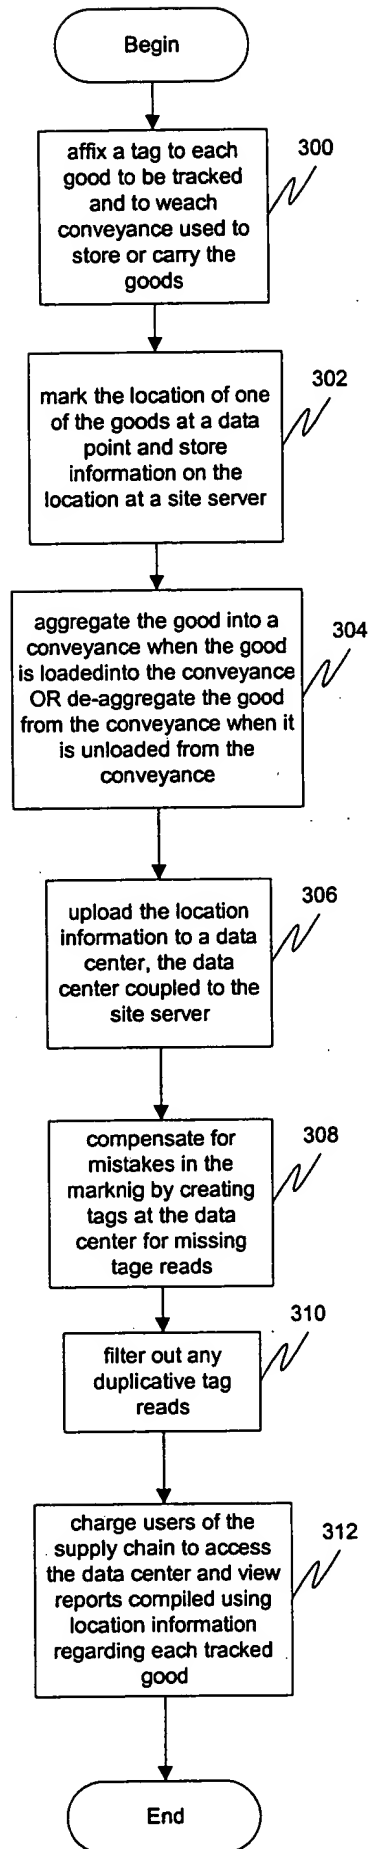 Begin
affix a tag to each
good to be tracked
and to weach
conveyance used to
store or carry the
goods
300
mark the location of one
of the goods at a data
point and store
information on the
location at a site server
302
aggregate the good into a
conveyance when the good
is loadedinto the conveyance
OR de-aggregate the good
from the conveyance when it
is unloaded from the
conveyance
304
upload the location
information to a data
center, the data
center coupled to the
site server
306
compensate for
mistakes in the
marknig by creating
tags at the data
center for missing
tage reads
308
filter out any
duplicative tag
reads
310
charge users of the
supply chain to access
the data center and view
reports compiled using
location information
regarding each tracked
good
312
End